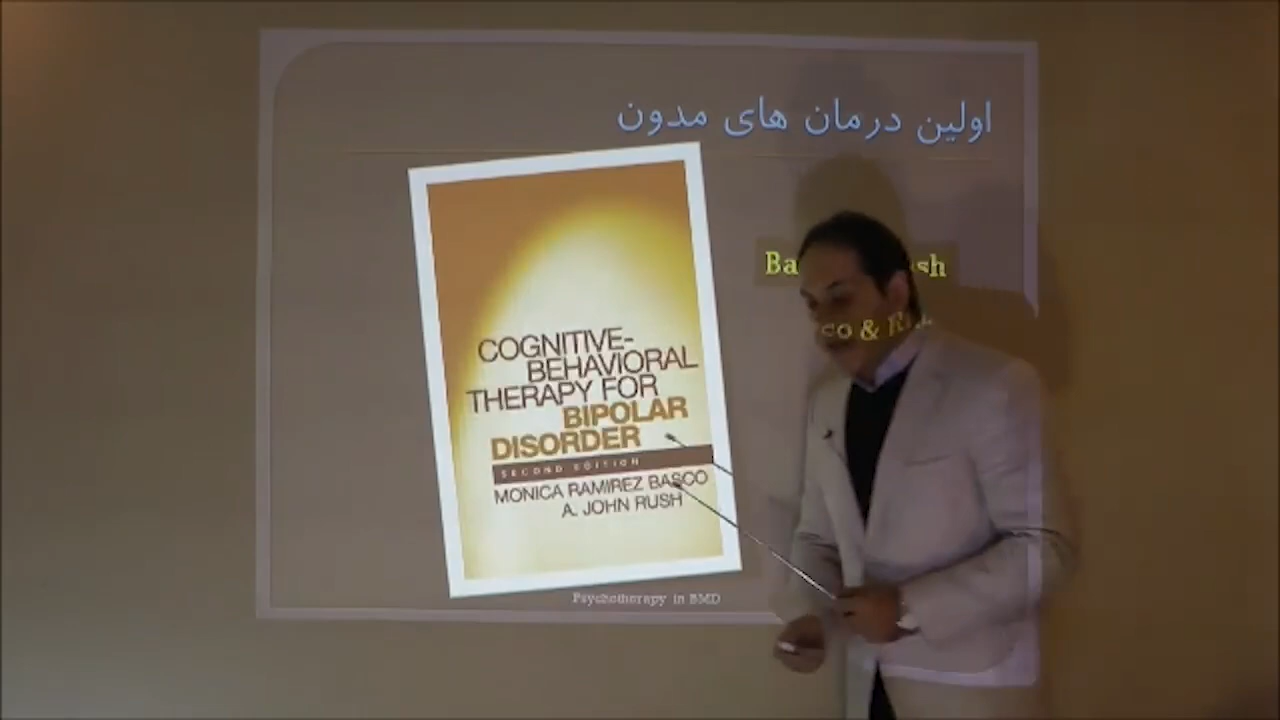 اولین درمان های مدون
COGNITIVE-
BEHAVIORAL
THERAPY FOR
BIPOLAR
DISORDER
SECOND EDITION
MONICA RAMIREZ BASCO
A. JOHN RUSH
Psychotherapy in BMD